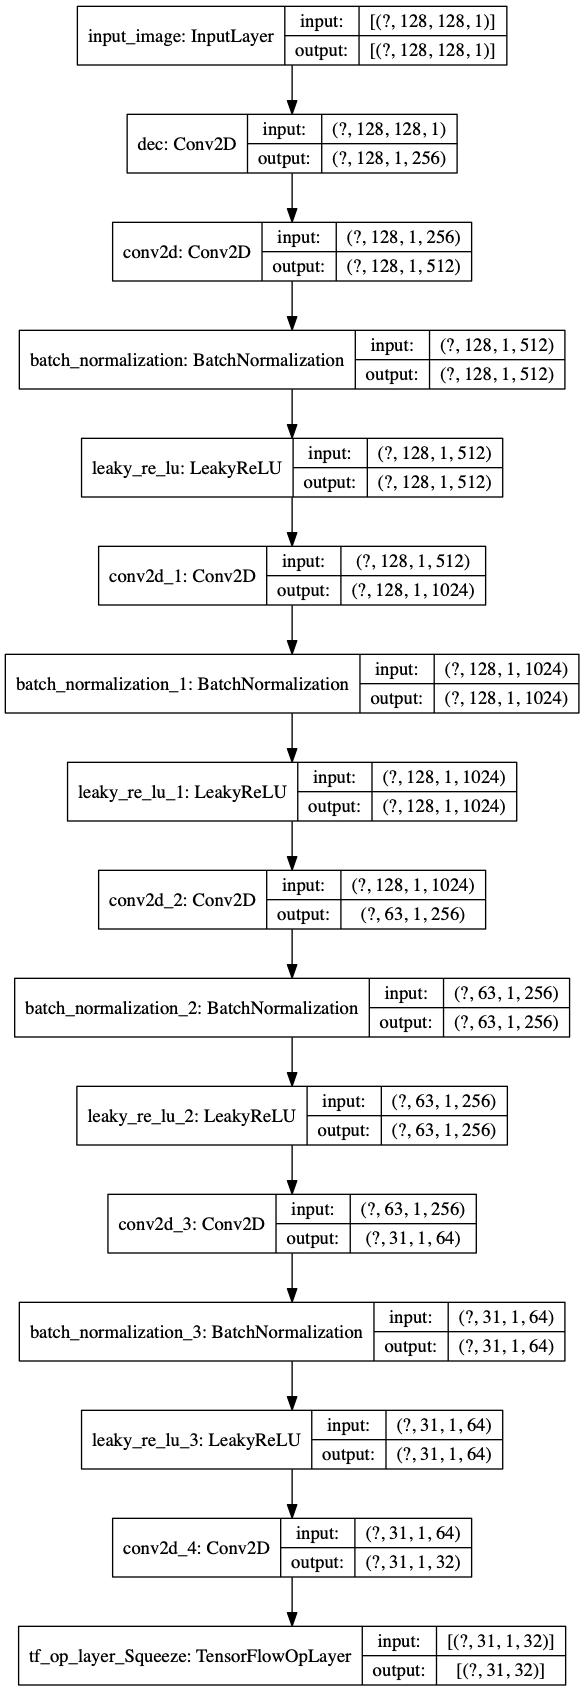 input_image: InputLayer
input: [(?, 128, 128, 1)]
output: [(?, 128, 128, 1)]
dec: Conv2D
input: (?, 128, 128, 1)
output: (?, 128, 1, 256)
conv2d: Conv2D
input: (?, 128, 1, 256)
output: (?, 128, 1, 512)
batch_normalization: BatchNormalization
input: (?, 128, 1, 512)
output: (?, 128, 1, 512)
leaky_re_lu: LeakyReLU
input: (?, 128, 1, 512)
output: (?, 128, 1, 512)
conv2d_1: Conv2D
input: (?, 128, 1, 512)
output: (?, 128, 1, 1024)
batch_normalization_1: BatchNormalization
input: (?, 128, 1, 1024)
output: (?, 128, 1, 1024)
leaky_re_lu_1: LeakyReLU
input: (?, 128, 1, 1024)
output: (?, 128, 1, 1024)
conv2d_2: Conv2D
input: (?, 128, 1, 1024)
output: (?, 63, 1, 256)
batch_normalization_2: BatchNormalization
input: (?, 63, 1, 256)
output: (?, 63, 1, 256)
leaky_re_lu_2: LeakyReLU
input: (?, 63, 1, 256)
output: (?, 63, 1, 256)
conv2d_3: Conv2D
input: (?, 63, 1, 256)
output: (?, 31, 1, 64)
batch_normalization_3: BatchNormalization
input: (?, 31, 1, 64)
output: (?, 31, 1, 64)
leaky_re_lu_3: LeakyReLU
input: (?, 31, 1, 64)
output: (?, 31, 1, 64)
conv2d_4: Conv2D
input: (?, 31, 1, 64)
output: (?, 31, 1, 32)
tf_op_layer_Squeeze: TensorFlowOpLayer
input: [(?, 31, 1, 32)]
output: [(?, 31, 32)]